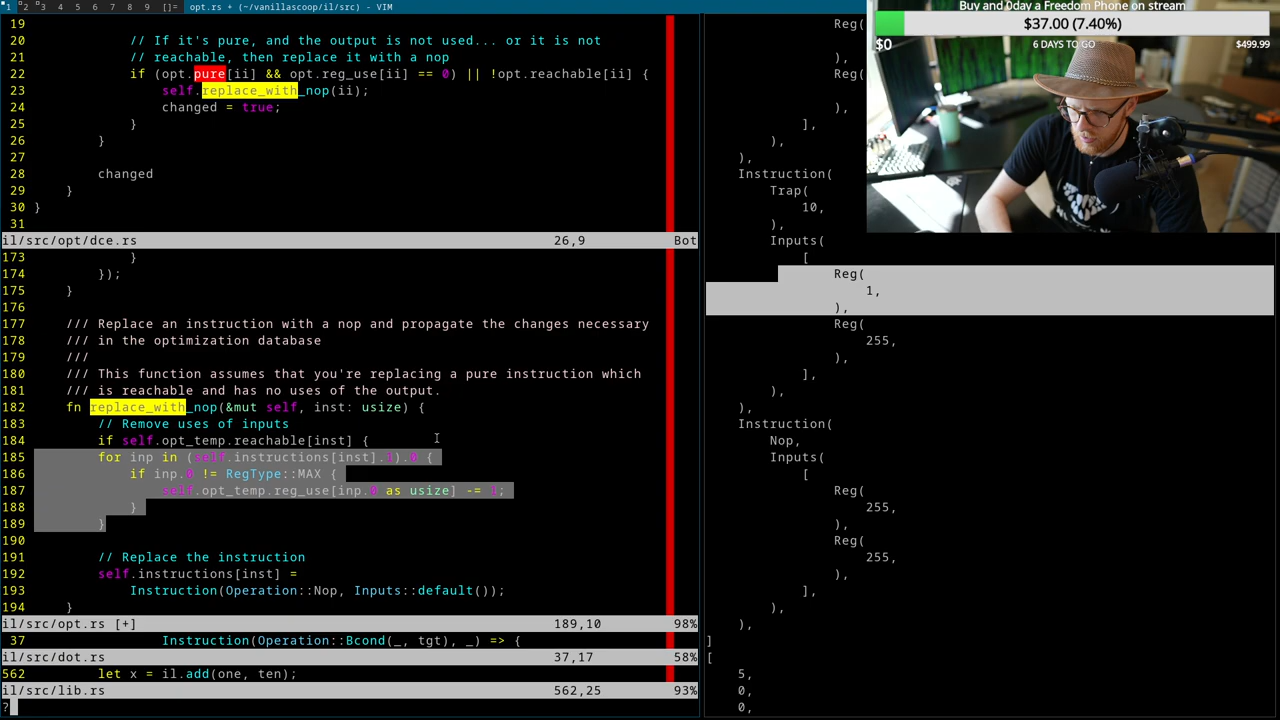 1 2 3 4 5 6 7 8 9 []= opt.rs + (~/vanillascoop/il/src) - VIM
19
20 // If it's pure, and the output is not used... or it is not
21 // reachable, then replace it with a nop
22 if (opt.pure[ii] && opt.reg_use[ii] == 0) || !opt.reachable[ii] {
23 self.replace_with_nop(ii);
24 changed = true;
25 }
26 }
27
28 changed
29 }
30 }
31
il/src/opt/dce.rs 26,9 Bot
173 }
174 });
175 }
176
177 /// Replace an instruction with a nop and propagate the changes necessary
178 /// in the optimization database
179 ///
180 /// This function assumes that you're replacing a pure instruction which
181 /// is reachable and has no uses of the output.
182 fn replace_with_nop(&mut self, inst: usize) {
183 // Remove uses of inputs
184 if self.opt_temp.reachable[inst] {
185 for inp in (self.instructions[inst].1).0 {
186 if inp.0 != RegType::MAX {
187 self.opt_temp.reg_use[inp.0 as usize] -= 1;
188 }
189 }
190
191 // Replace the instruction
192 self.instructions[inst] =
193 Instruction(Operation::Nop, Inputs::default());
194 }
il/src/opt.rs [+] 189,10 98%
37 Instruction(Operation::Bcond(_, tgt), _) => {
il/src/dot.rs 37,17 58%
562 let x = il.add(one, ten);
il/src/lib.rs 562,25 93%
?
Reg(
),
Reg(
),
],
),
),
Instruction(
Trap(
10,
),
Inputs(
[
Reg(
1,
),
Reg(
255,
),
],
),
),
Instruction(
Nop,
Inputs(
[
Reg(
255,
),
Reg(
255,
),
],
),
),
]
[
5,
0,
0,
Buy and 0day a Freedom Phone on stream
$37.00 (7.40%)
$0 6 DAYS TO GO $499.99